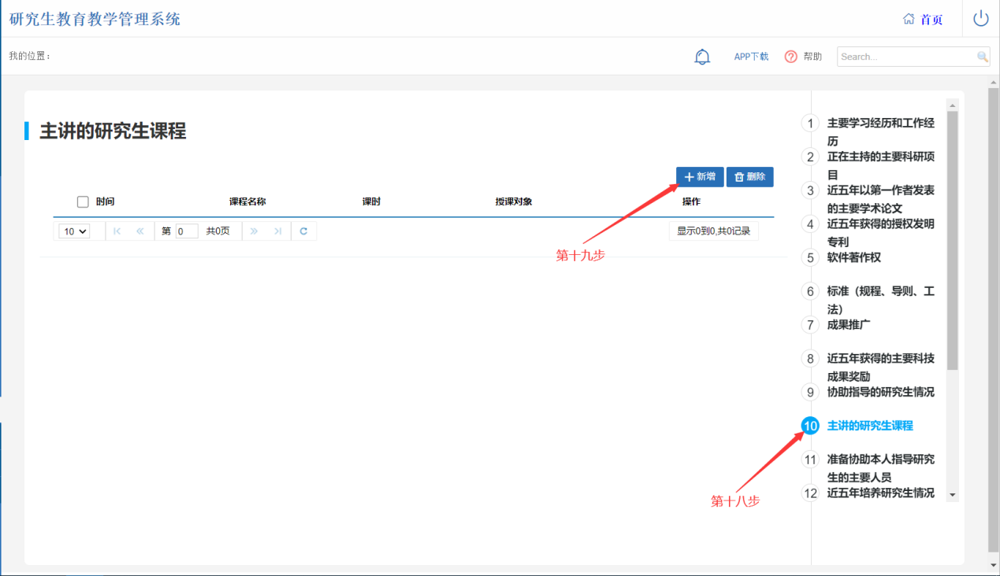 研究生教育教学管理系统
首页
我的位置：
APP下载
帮助
Search...
主讲的研究生课程
新增
删除
时间 课程名称 课时 授课对象 操作
10
第 0 共0页
显示0到0,共0记录
第十九步
1 主要学习经历和工作经
历
2 正在主持的主要科研项
目
3 近五年以第一作者发表
的主要学术论文
4 近五年获得的授权发明
专利
5 软件著作权
6 标准（规程、导则、工
法）
7 成果推广
8 近五年获得的主要科技
成果奖励
9 协助指导的研究生情况
10 主讲的研究生课程
11 准备协助本人指导研究
生的主要人员
12 近五年培养研究生情况
第十八步